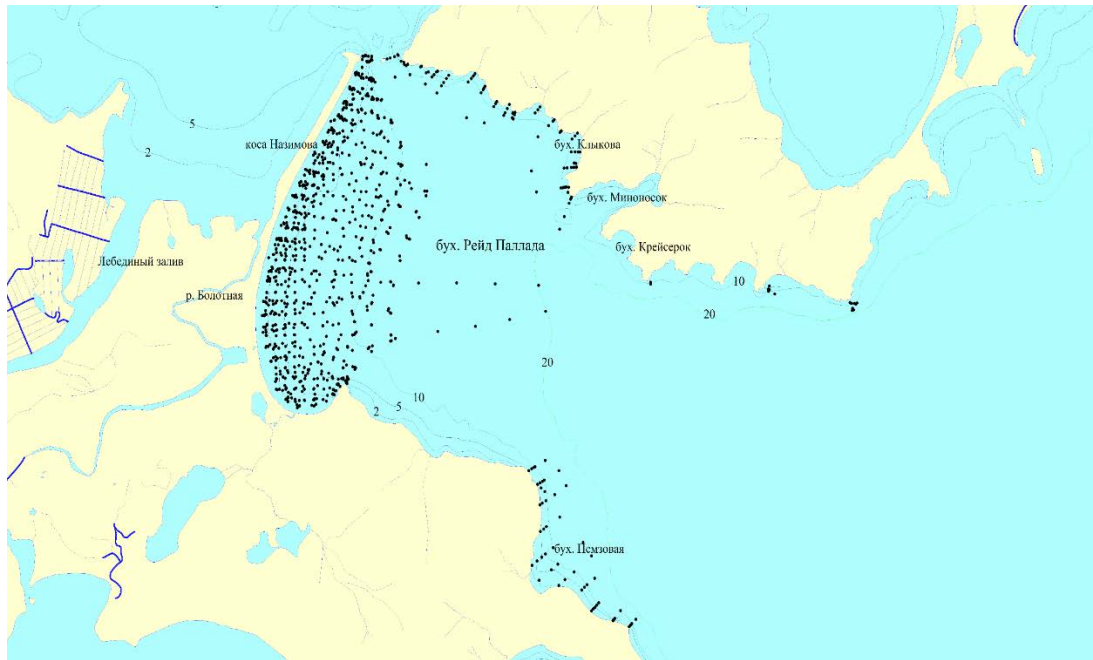 5
2
коса Назимова
бух. Клыкова
бух. Миноносок
бух. Рейд Паллада
бух. Крейсерок
Лебединый залив
10
р. Болотная
20
20
10
5
2
бух. Пемзовая